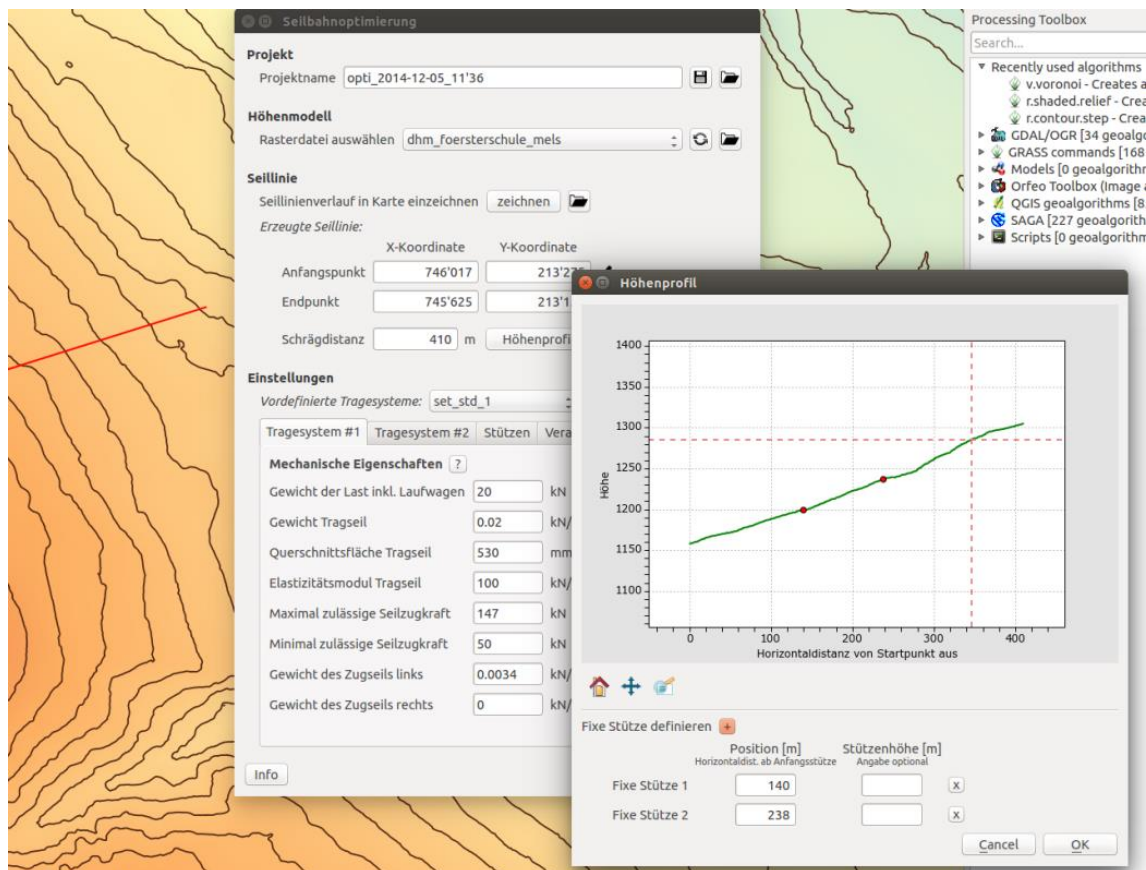 Seilbahnoptimierung
Projekt
Projektname opti_2014-12-05_11'36
Höhenmodell
Rasterdatei auswählen dhm_foersterschule_mels
Seillinie
Seillinienverlauf in Karte einzeichnen zeichnen
Erzeugte Seillinie:
X-Koordinate Y-Koordinate
Anfangspunkt 746'017
Endpunkt 745'625
Schrägdistanz 410 m Höhenprofi
Einstellungen
Vordefinierte Tragesysteme: set_std_1
Tragesystem #1 Tragesystem #2 Stützen Vera
Mechanische Eigenschaften ?
Gewicht der Last inkl. Laufwagen 20 kN
Gewicht Tragseil 0.02 kN/
Querschnittsfläche Tragseil 530 mm
Elastizitätsmodul Tragseil 100 kN/
Maximal zulässige Seilzugkraft 147 kN
Minimal zulässige Seilzugkraft 50 kN
Gewicht des Zugseils links 0.0034 kN/
Gewicht des Zugseils rechts 0 kN/
Info
Processing Toolbox
Search...
Recently used algorithms
v.voronoi - Creates a
r.shaded.relief - Crea
r.contour.step - Crea
GDAL/OGR [34 geoalgo
GRASS commands [168
Models [0 geoalgorithm
Orfeo Toolbox (Image a
QGIS geoalgorithms [8
SAGA [227 geoalgorith
Scripts [0 geoalgorithm
Höhenprofil
1400
1350
1300
1250
1200
1150
1100
Höhe
0 100 200 300 400
Horizontaldistanz von Startpunkt aus
Fixe Stütze definieren +
Position [m] Stützenhöhe [m]
Horizontaldist. ab Anfangsstütze Angabe optional
Fixe Stütze 1 140 x
Fixe Stütze 2 238 x
Cancel OK